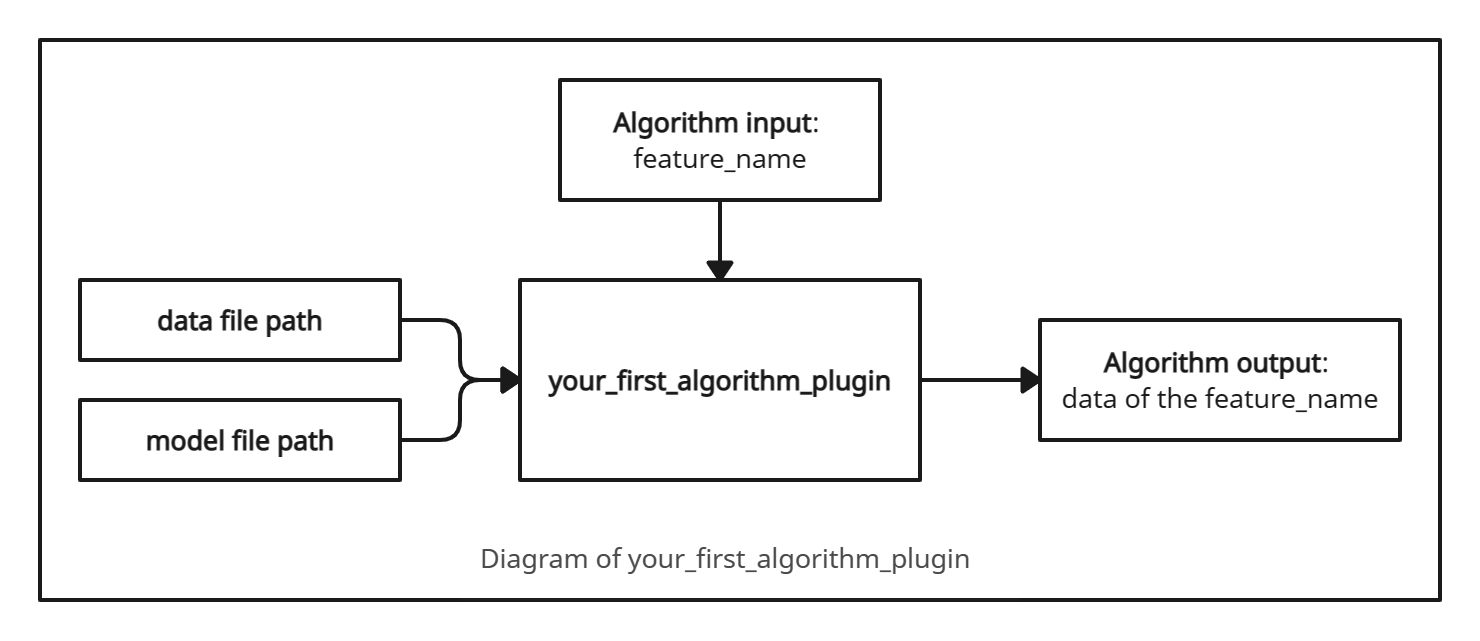 Algorithm input:
feature_name
data file path
model file path
your_first_algorithm_plugin
Algorithm output:
data of the feature_name
Diagram of your_first_algorithm_plugin